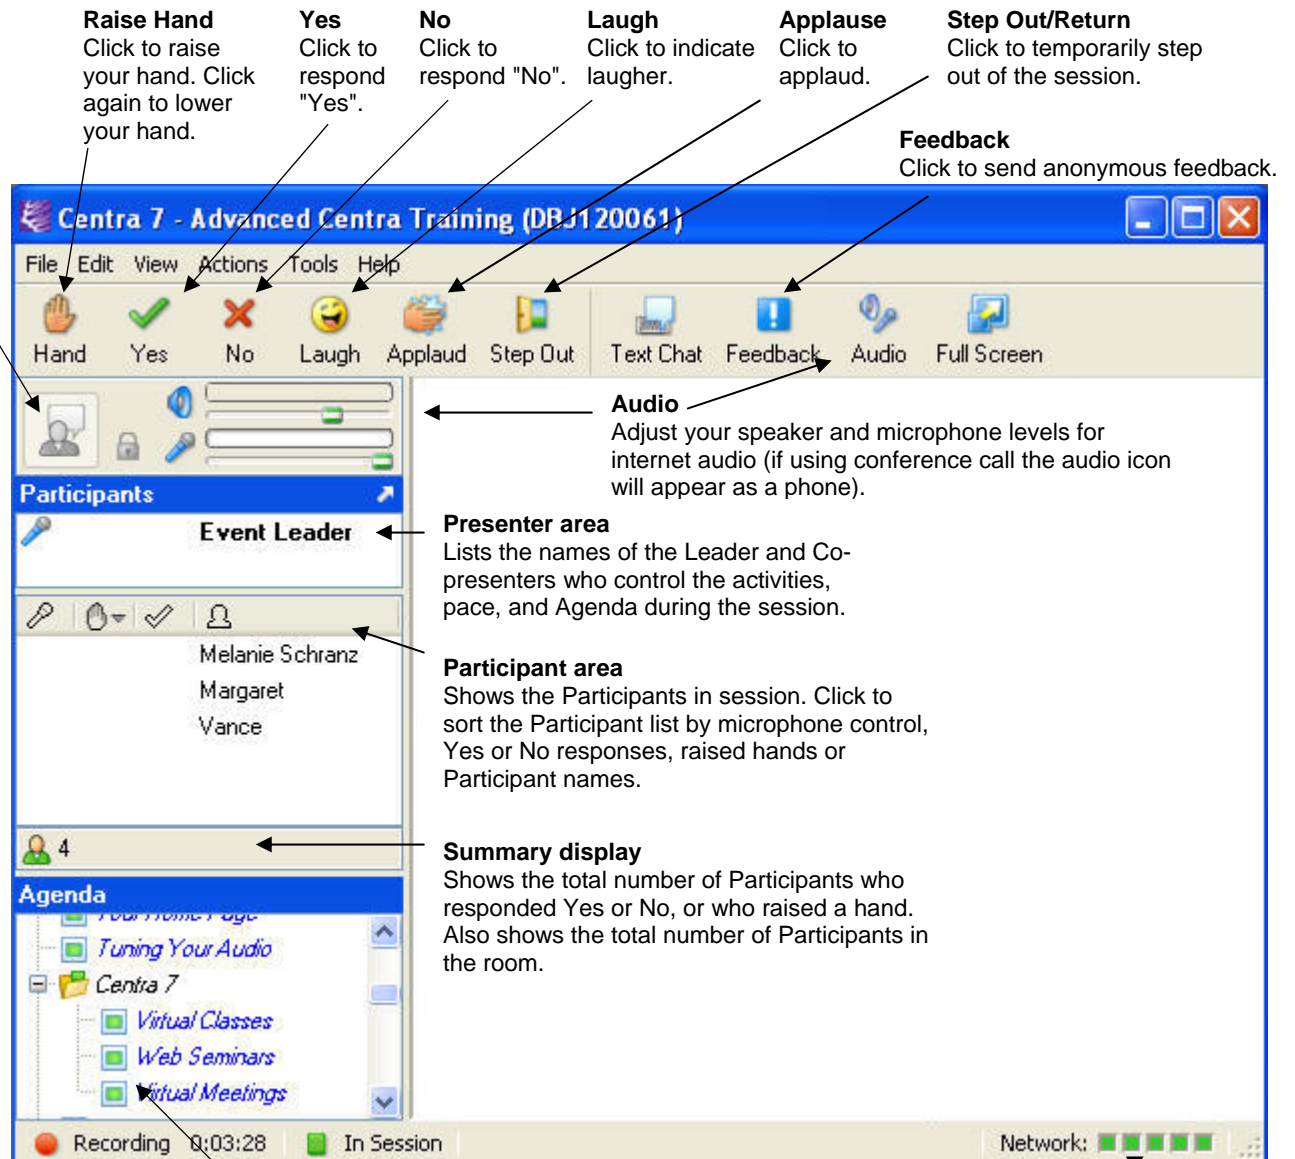 Raise Hand
Click to raise
your hand. Click
again to lower
your hand.
Yes
Click to
respond
"Yes".
No
Click to
respond "No".
Laugh
Click to indicate
laugher.
Applause
Click to
applaud.
Step Out/Return
Click to temporarily step
out of the session.
Feedback
Click to send anonymous feedback.
Centra 7 - Advanced Centra Training (DBJ120061)
File Edit View Actions Tools Help
Hand Yes No Laugh Applaud Step Out Text Chat Feedback Audio Full Screen
Audio
Adjust your speaker and microphone levels for
internet audio (if using conference call the audio icon
will appear as a phone).
Participants
Event Leader
Presenter area
Lists the names of the Leader and Co-
presenters who control the activities,
pace, and Agenda during the session.
Melanie Schranz
Margaret
Vance
Participant area
Shows the Participants in session. Click to
sort the Participant list by microphone control,
Yes or No responses, raised hands or
Participant names.
4
Summary display
Shows the total number of Participants who
responded Yes or No, or who raised a hand.
Also shows the total number of Participants in
the room.
Agenda
Your Home Page
Tuning Your Audio
Centra 7
Virtual Classes
Web Seminars
Virtual Meetings
Recording 0:03:28 In Session Network: